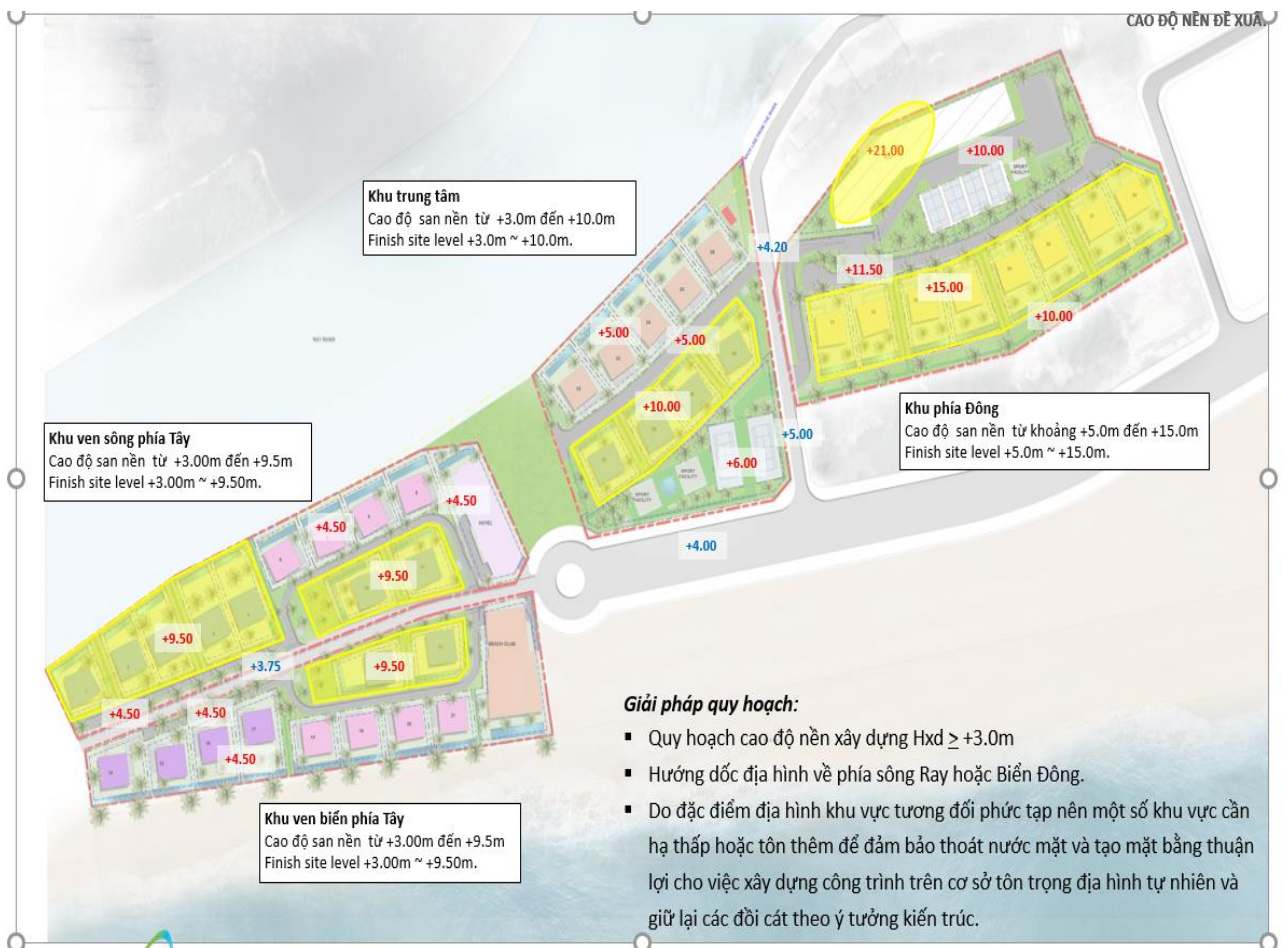 CAO ĐỘ NỀN ĐỀ XUẤ
+21.00
+10.00
SPORT
FACILITY
Khu trung tâm
Cao độ san nền từ +3.0m đến +10.0m
Finish site level +3.0m ~ +10.0m.
+4.20
+11.50
+15.00
+10.00
+5.00
+5.00
+10.00
Khu phía Đông
Cao độ san nền từ khoảng +5.0m đến +15.0m
Finish site level +5.0m ~ +15.0m.
+5.00
+6.00
SPORT
FACILITY
SPORT
FACILITY
Khu ven sông phía Tây
Cao độ san nền từ +3.00m đến +9.5m
Finish site level +3.00m ~ +9.50m.
+4.50
+4.50
HOTEL
+4.00
+9.50
+9.50
+3.75
+9.50
BEACH CLUB
+4.50
+4.50
+4.50
Khu ven biển phía Tây
Cao độ san nền từ +3.00m đến +9.5m
Finish site level +3.00m ~ +9.50m.
Giải pháp quy hoạch:
▪ Quy hoạch cao độ nền xây dựng Hxd ≥ +3.0m
▪ Hướng dốc địa hình về phía sông Ray hoặc Biển Đông.
▪ Do đặc điểm địa hình khu vực tương đối phức tạp nên một số khu vực cần
hạ thấp hoặc tôn thêm để đảm bảo thoát nước mặt và tạo mặt bằng thuận
lợi cho việc xây dựng công trình trên cơ sở tôn trọng địa hình tự nhiên và
giữ lại các đồi cát theo ý tưởng kiến trúc.